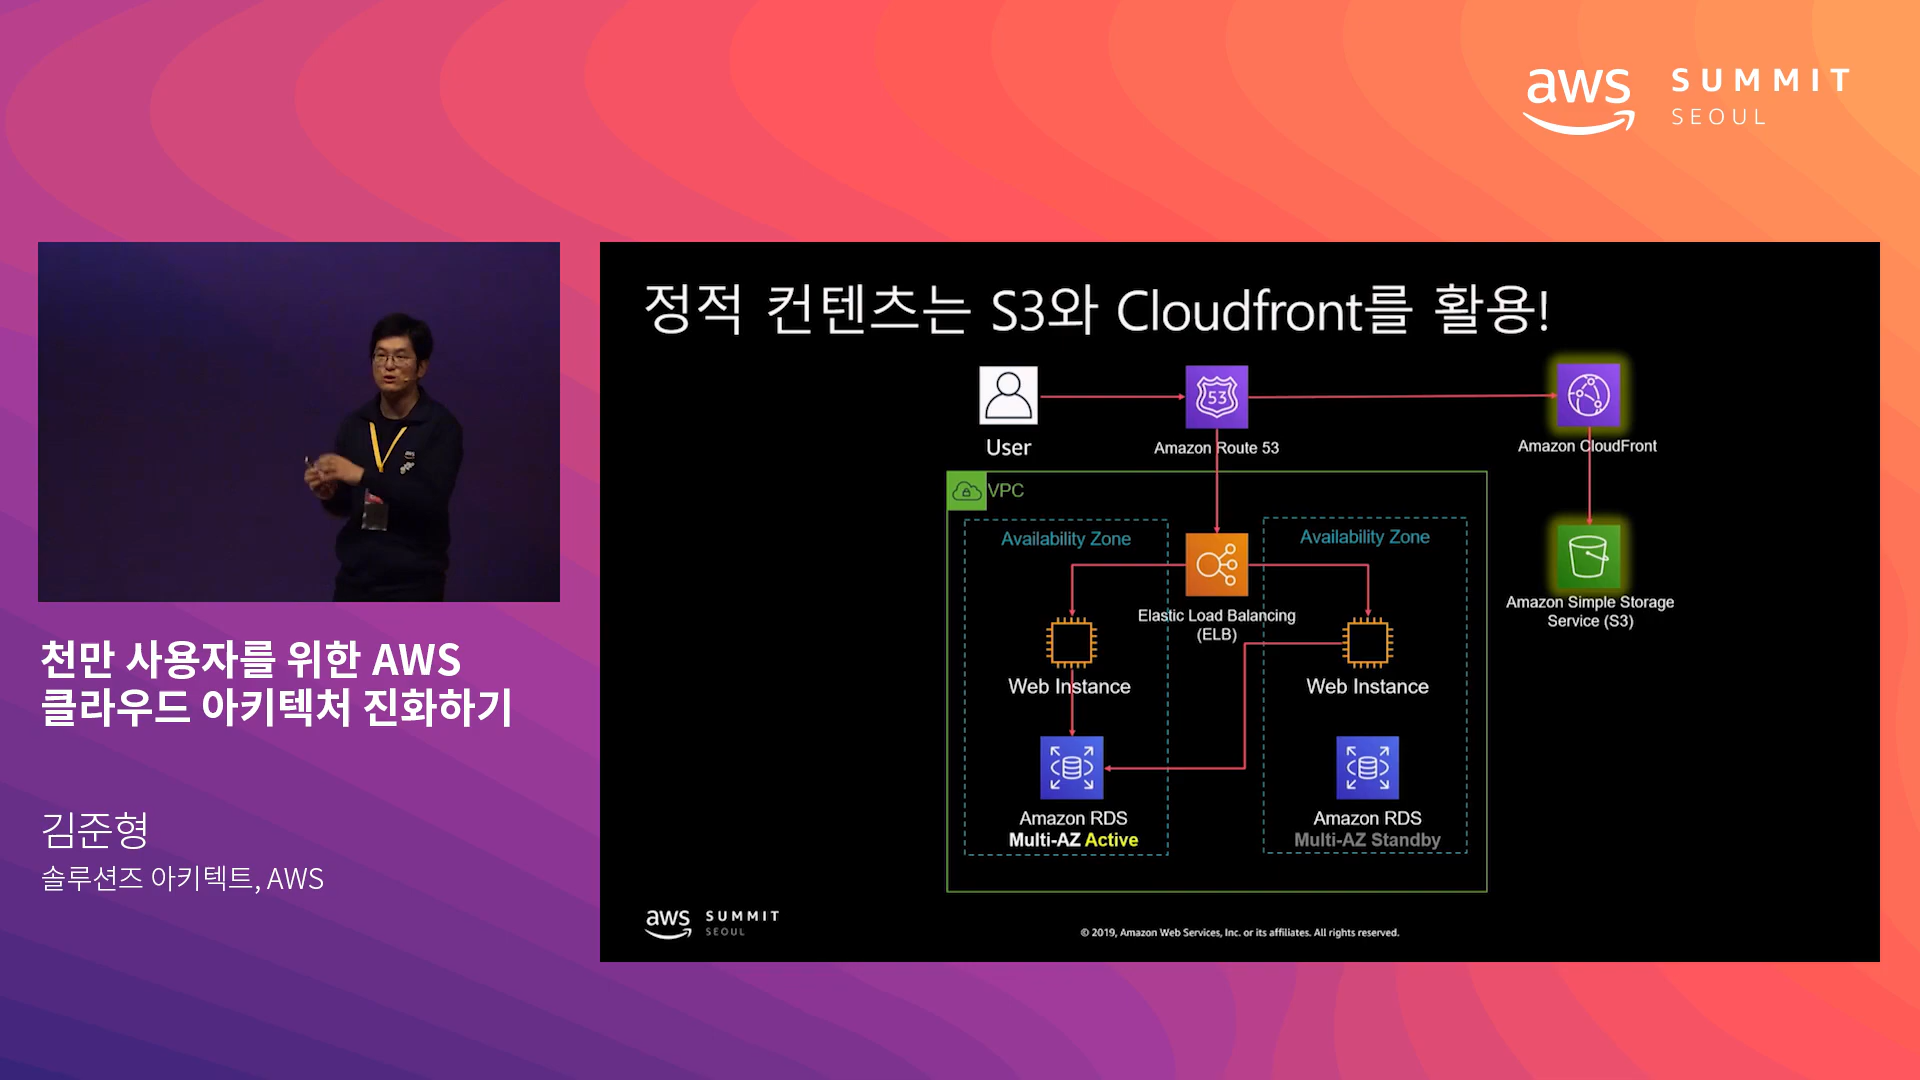 aws SUMMIT
SEOUL
정적 컨텐츠는 S3와 Cloudfront를 활용!
User
53
Amazon Route 53
Amazon CloudFront
VPC
Availability Zone
Availability Zone
Elastic Load Balancing
(ELB)
Amazon Simple Storage
Service (S3)
Web Instance
Web Instance
Amazon RDS
Multi-AZ Active
Amazon RDS
Multi-AZ Standby
aws SUMMIT
SEOUL
© 2019, Amazon Web Services, Inc. or its affiliates. All rights reserved.
천만 사용자를 위한 AWS
클라우드 아키텍처 진화하기
김준형
솔루션즈 아키텍트, AWS